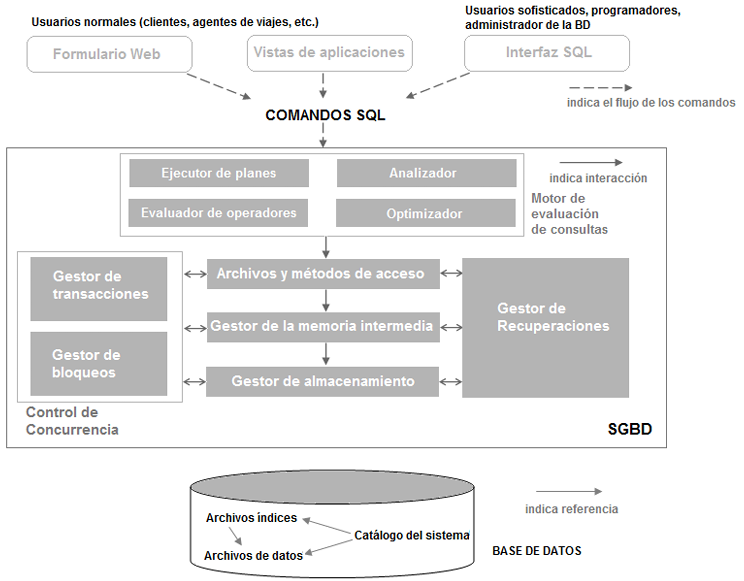 Usuarios normales (clientes, agentes de viajes, etc.)
Usuarios sofisticados, programadores,
administrador de la BD
Formulario Web
Vistas de aplicaciones
Interfaz SQL
indica el flujo de los comandos
COMANDOS SQL
Ejecutor de planes
Analizador
indica interacción
Evaluador de operadores
Optimizador
Motor de
evaluación
de consultas
Gestor de
transacciones
Archivos y métodos de acceso
Gestor de
Recuperaciones
Gestor de la memoria intermedia
Gestor de
bloqueos
Gestor de almacenamiento
Control de
Concurrencia
SGBD
Archivos índices
indica referencia
Catálogo del sistema
Archivos de datos
BASE DE DATOS